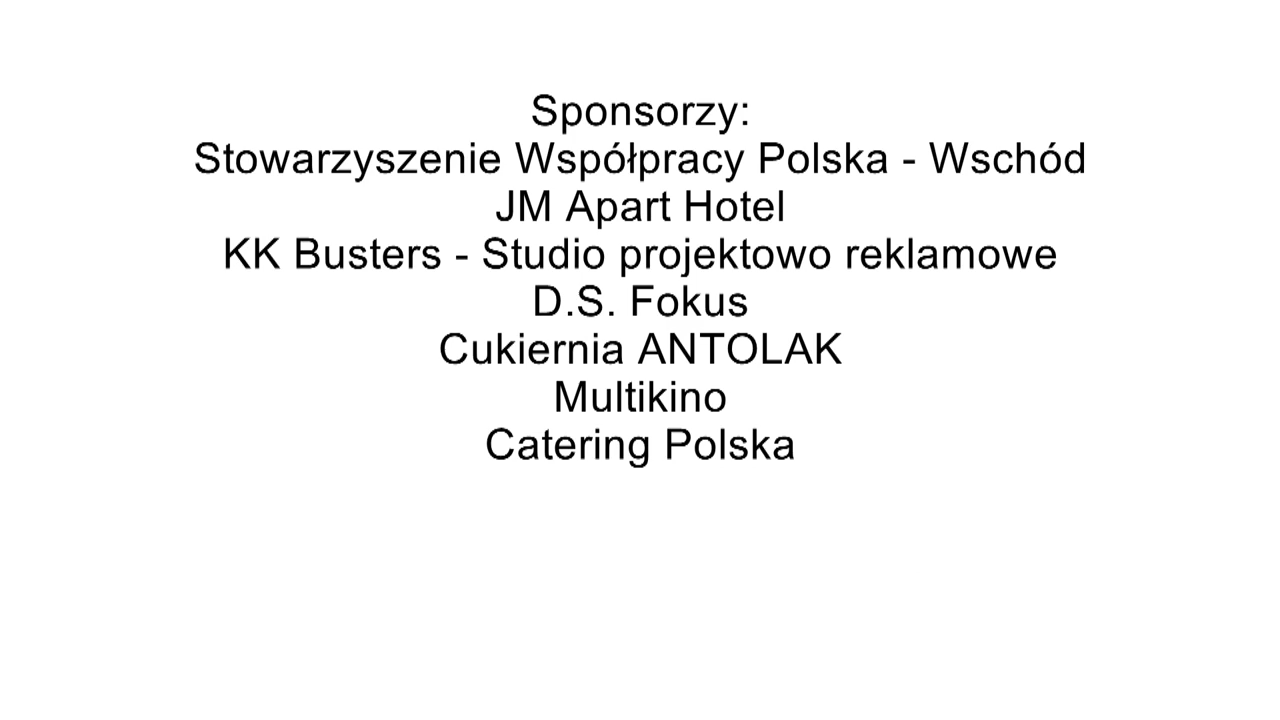 Sponsorzy:
Stowarzyszenie Współpracy Polska - Wschód
JM Apart Hotel
KK Busters - Studio projektowo reklamowe
D.S. Fokus
Cukiernia ANTOLAK
Multikino
Catering Polska